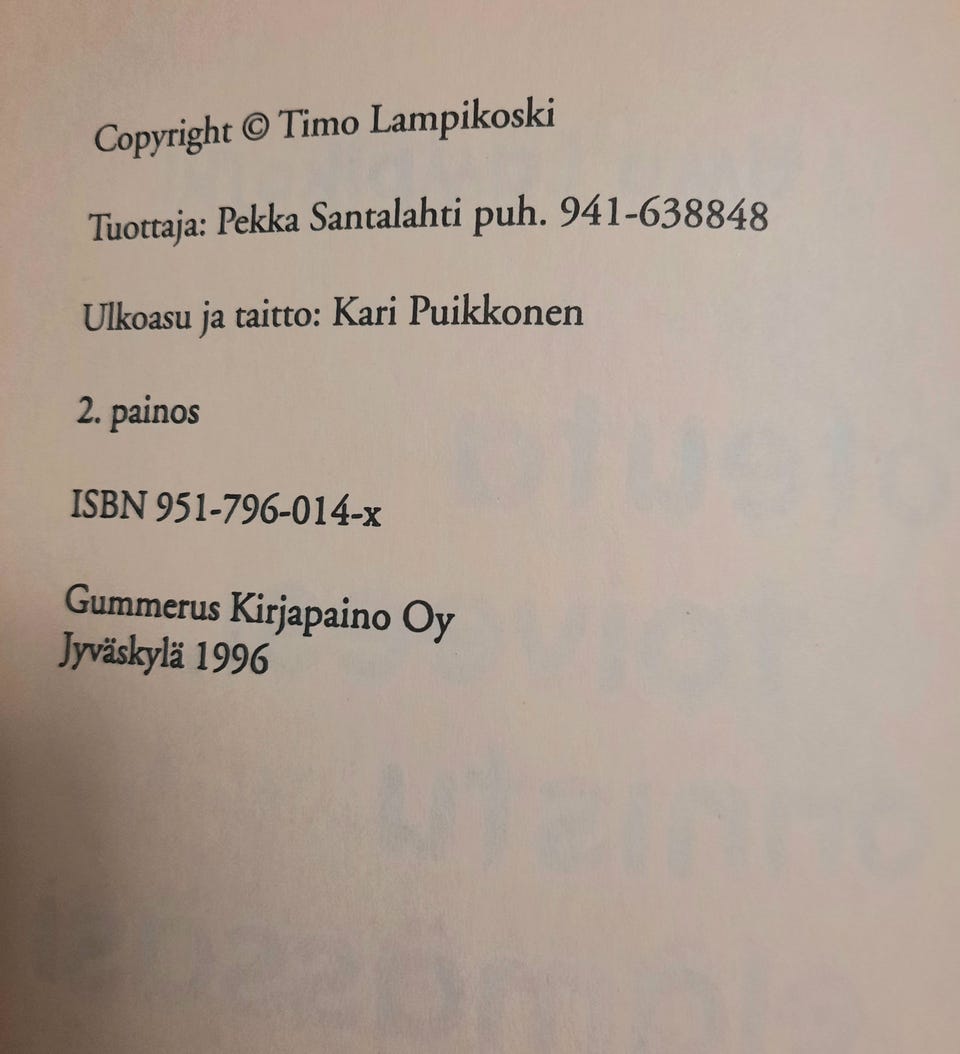 Copyright © Timo Lampikoski
Tuottaja: Pekka Santalahti puh. 941-638848
Ulkoasu ja taitto: Kari Puikkonen
2. painos
ISBN 951-796-014-x
Gummerus Kirjapaino Oy
Jyväskylä 1996